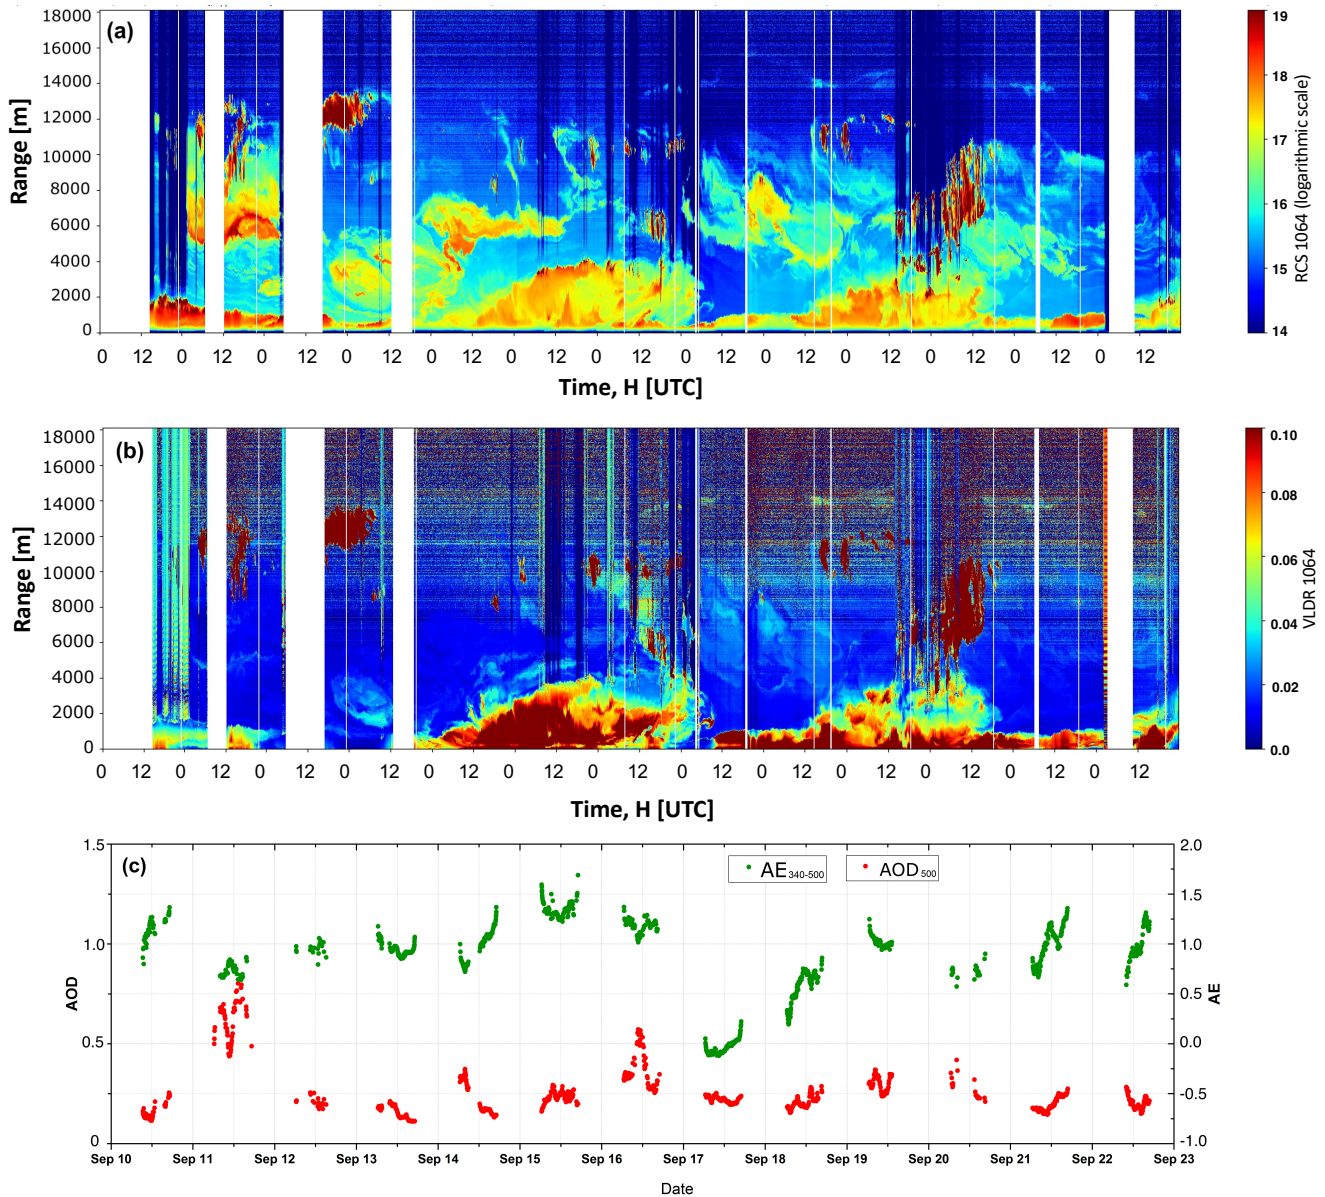 (a)
18000
16000
14000
12000
10000
8000
6000
4000
2000
0
Range [m]
0 12 0 12 0 12 0 12 0 12 0 12 0 12 0 12 0 12 0 12 0 12 0 12 0 12
Time, H [UTC]
19
18
17
16
15
14
RCS 1064 (logarithmic scale)
(b)
18000
16000
14000
12000
10000
8000
6000
4000
2000
0
Range [m]
0 12 0 12 0 12 0 12 0 12 0 12 0 12 0 12 0 12 0 12 0 12 0 12 0 12
Time, H [UTC]
0.10
0.08
0.06
0.04
0.02
0.0
VLDR 1064
(c)
AE340-500
AOD500
1.5
1.0
0.5
0
AOD
2.0
1.5
1.0
0.5
0.0
-0.5
-1.0
AE
Sep 10 Sep 11 Sep 12 Sep 13 Sep 14 Sep 15 Sep 16 Sep 17 Sep 18 Sep 19 Sep 20 Sep 21 Sep 22 Sep 23
Date